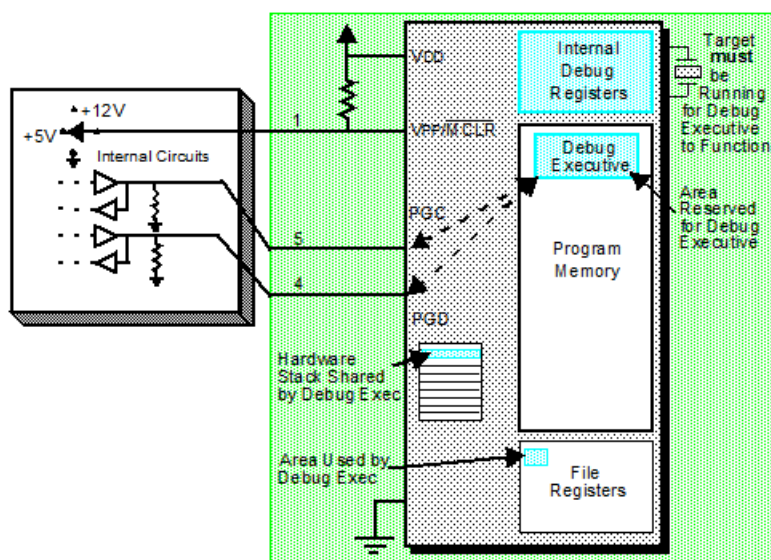 +12V
+5V
Internal Circuits
1
5
4
VDD
VPP/MCLR
PGC
PGD
Internal
Debug
Registers
Target
must
be
Running
for Debug
Executive
to Function
Debug
Executive
Area
Reserved
for Debug
Executive
Program
Memory
Hardware
Stack Shared
by Debug Exec
Area Used by
Debug Exec
File
Registers